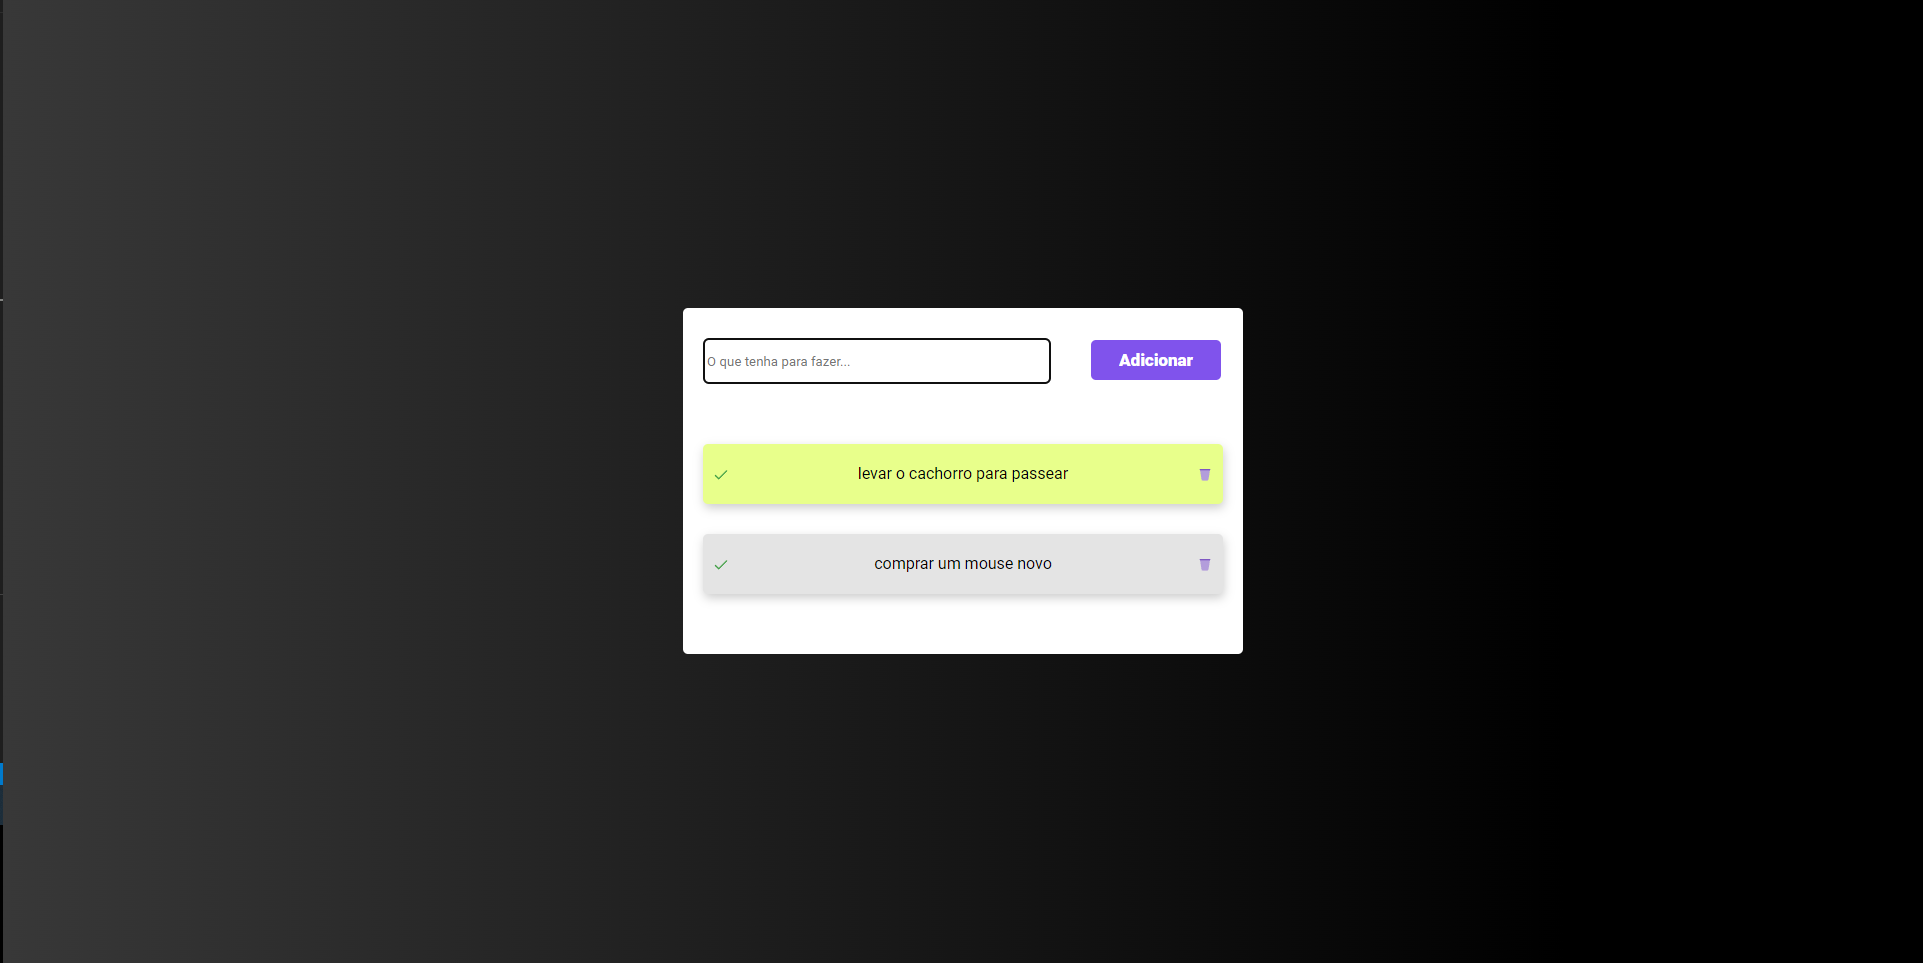 O que tenha para fazer...
Adicionar
levar o cachorro para passear
comprar um mouse novo